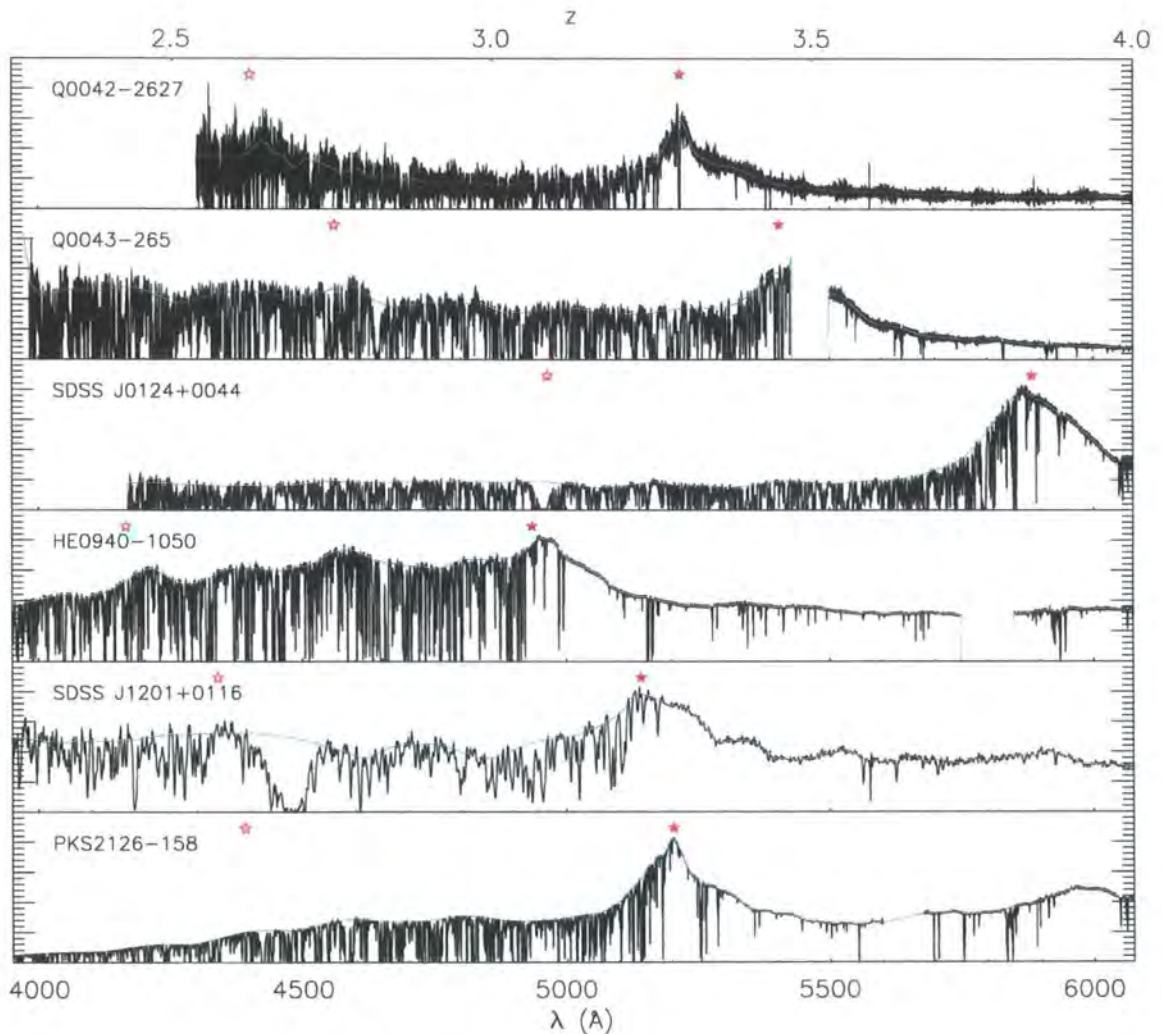 z
2.5 3.0 3.5 4.0
Q0042-2627
Q0043-265
SDSS J0124+0044
HE0940-1050
SDSS J1201+0116
PKS2126-158
4000 4500 5000 5500 6000
λ (Å)